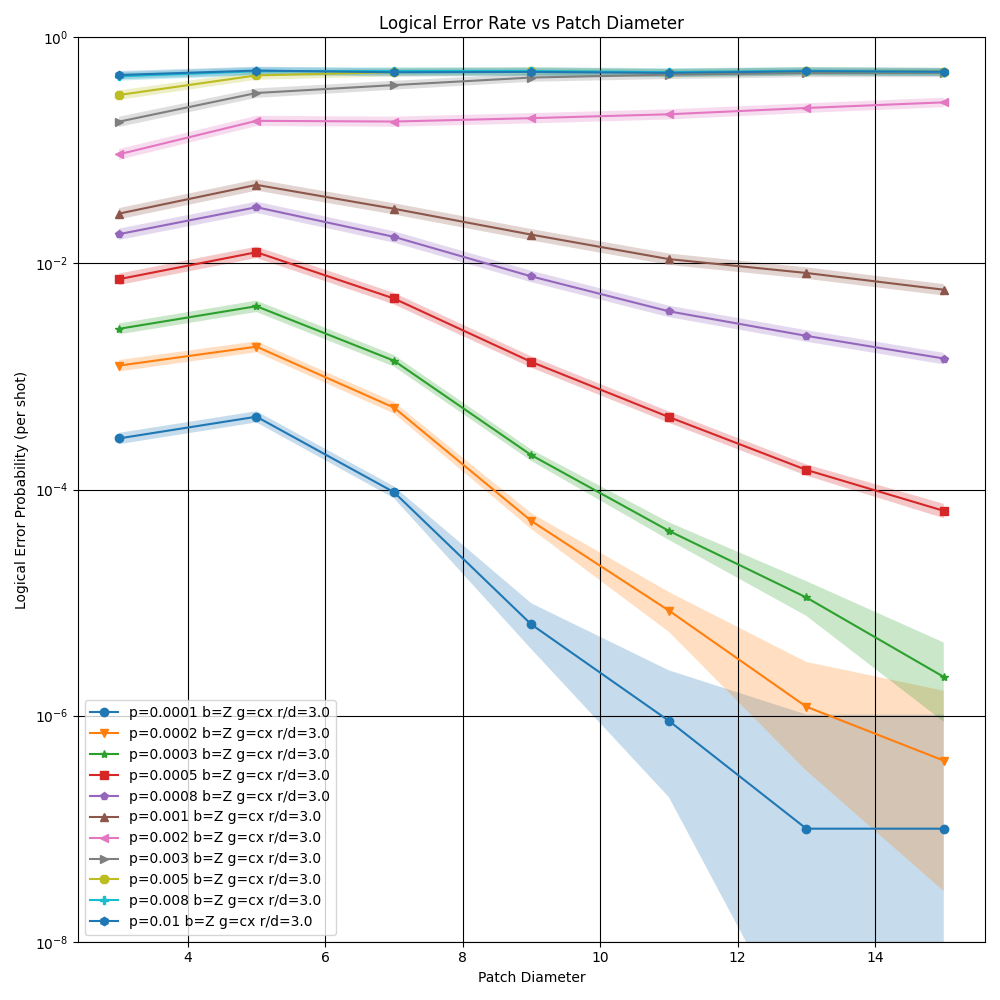 Logical Error Rate vs Patch Diameter
10^0
10^-2
10^-4
10^-6
10^-8
Logical Error Probability (per shot)
p=0.0001 b=Z g=cx r/d=3.0
p=0.0002 b=Z g=cx r/d=3.0
p=0.0003 b=Z g=cx r/d=3.0
p=0.0005 b=Z g=cx r/d=3.0
p=0.0008 b=Z g=cx r/d=3.0
p=0.001 b=Z g=cx r/d=3.0
p=0.002 b=Z g=cx r/d=3.0
p=0.003 b=Z g=cx r/d=3.0
p=0.005 b=Z g=cx r/d=3.0
p=0.008 b=Z g=cx r/d=3.0
p=0.01 b=Z g=cx r/d=3.0
4 6 8 10 12 14
Patch Diameter